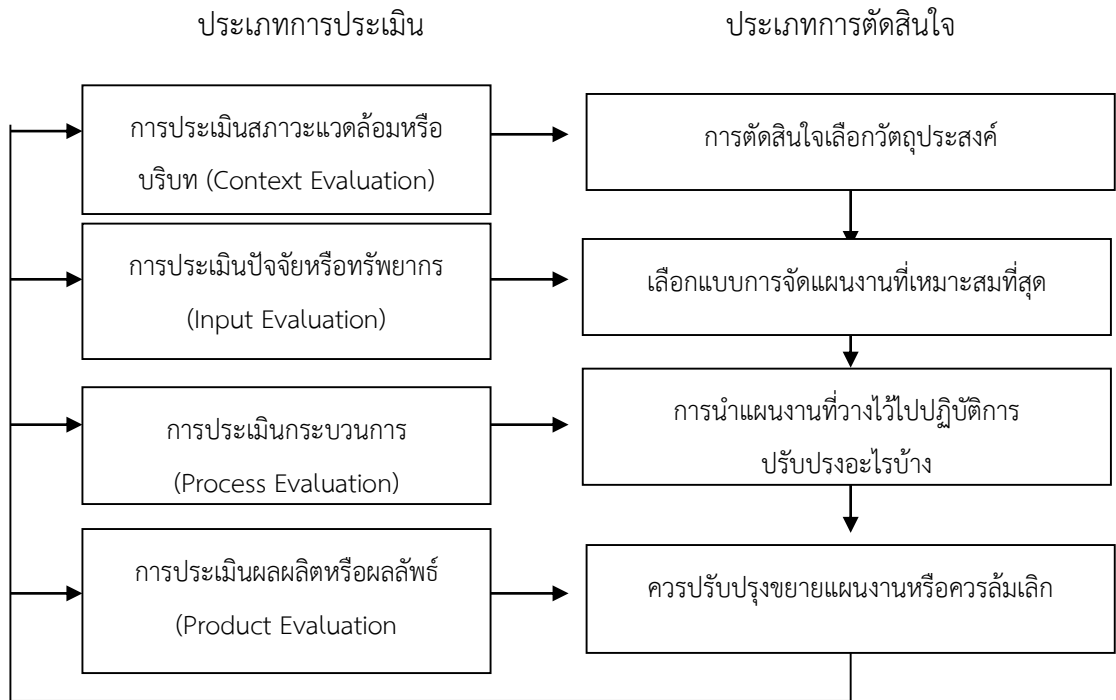 ประเภทการประเมิน
ประเภทการตัดสินใจ
การประเมินสภาวะแวดล้อมหรือ
บริบท (Context Evaluation)
การตัดสินใจเลือกวัตถุประสงค์
การประเมินปัจจัยหรือทรัพยากร
(Input Evaluation)
เลือกแบบการจัดแผนงานที่เหมาะสมที่สุด
การประเมินกระบวนการ
(Process Evaluation)
การนำแผนงานที่วางไว้ไปปฏิบัติการ
ปรับปรงอะไรบ้าง
การประเมินผลผลิตหรือผลลัพธ์
(Product Evaluation
ควรปรับปรุงขยายแผนงานหรือควรล้มเลิก